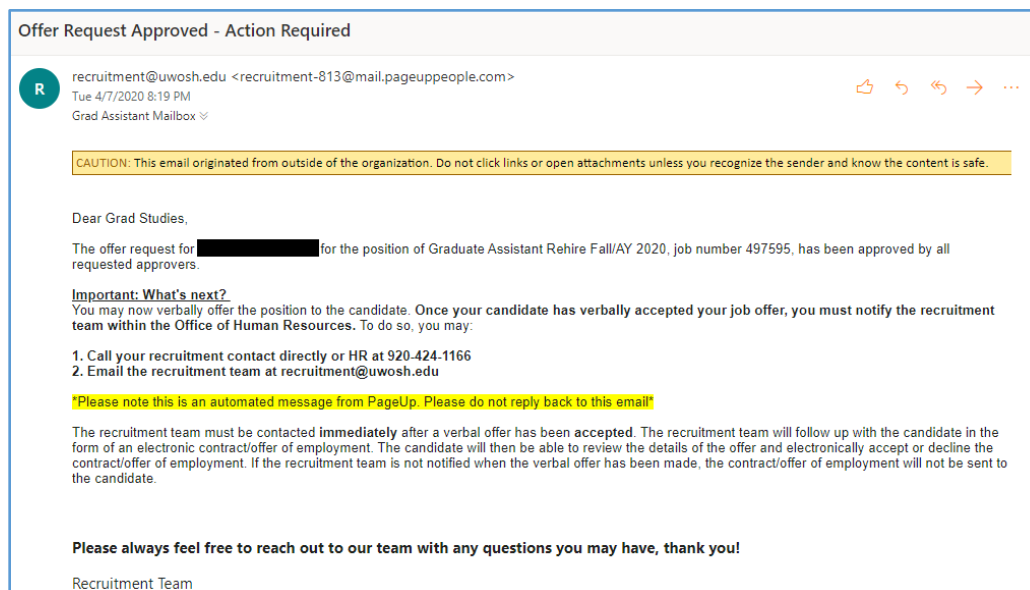 Offer Request Approved - Action Required
R
recruitment@uwosh.edu <recruitment-813@mail.pageuppeople.com>
Tue 4/7/2020 8:19 PM
Grad Assistant Mailbox
CAUTION: This email originated from outside of the organization. Do not click links or open attachments unless you recognize the sender and know the content is safe.
Dear Grad Studies,
The offer request for for the position of Graduate Assistant Rehire Fall/AY 2020, job number 497595, has been approved by all
requested approvers.
Important: What's next?
You may now verbally offer the position to the candidate. Once your candidate has verbally accepted your job offer, you must notify the recruitment
team within the Office of Human Resources. To do so, you may:
1. Call your recruitment contact directly or HR at 920-424-1166
2. Email the recruitment team at recruitment@uwosh.edu
*Please note this is an automated message from PageUp. Please do not reply back to this email*
The recruitment team must be contacted immediately after a verbal offer has been accepted. The recruitment team will follow up with the candidate in the
form of an electronic contract/offer of employment. The candidate will then be able to review the details of the offer and electronically accept or decline the
contract/offer of employment. If the recruitment team is not notified when the verbal offer has been made, the contract/offer of employment will not be sent to
the candidate.
Please always feel free to reach out to our team with any questions you may have, thank you!
Recruitment Team